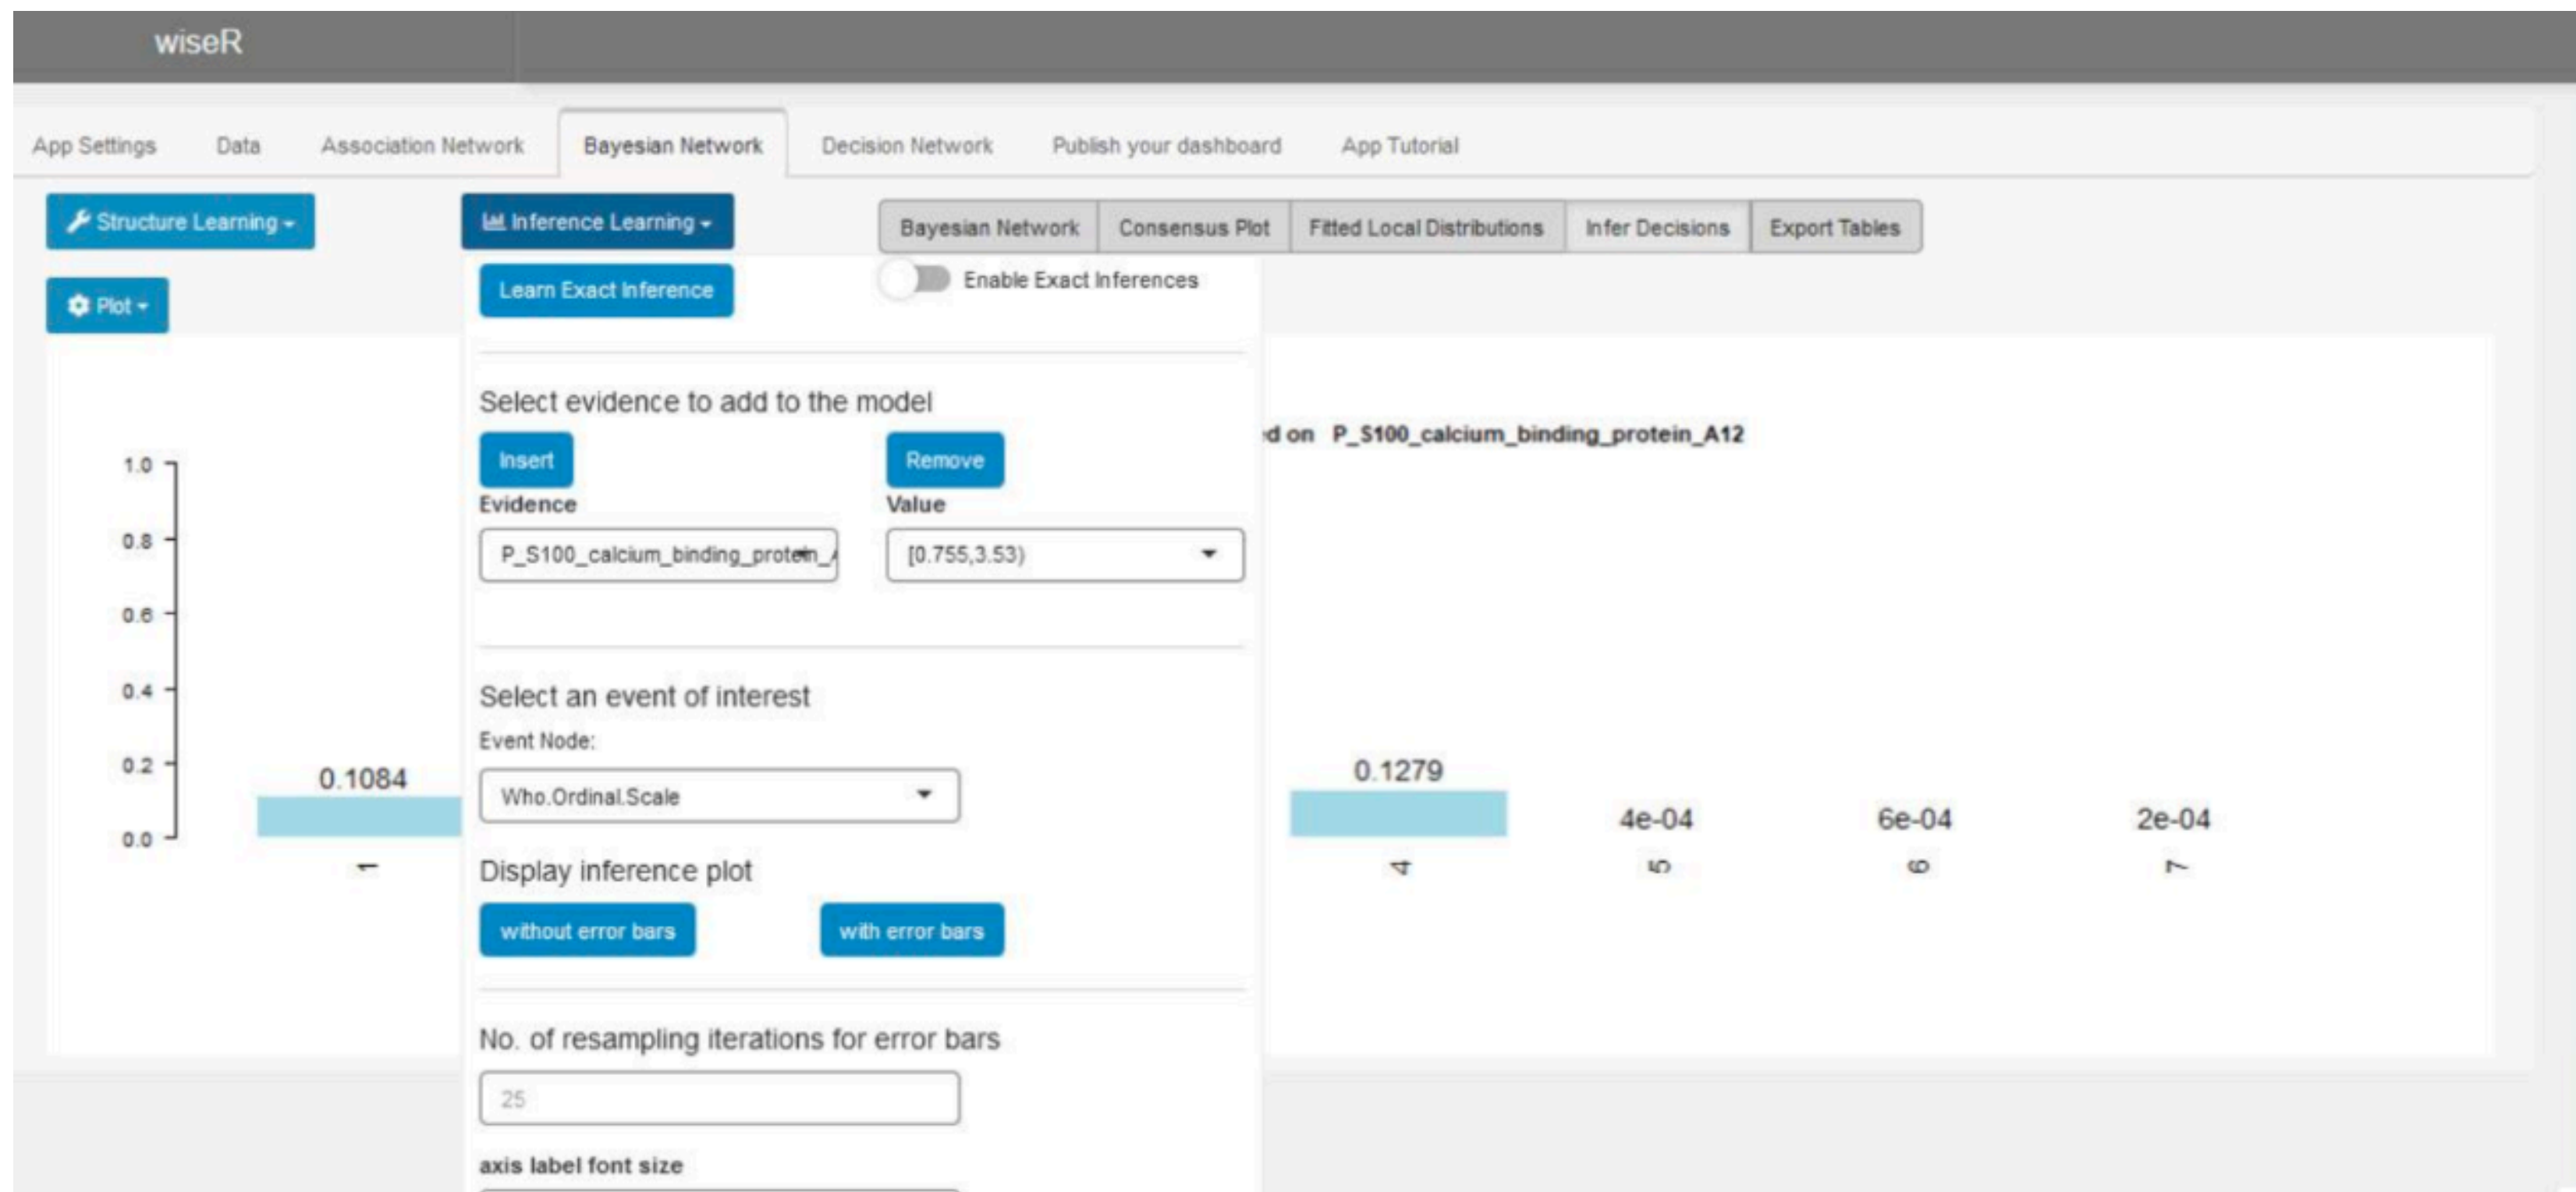 wiseR
App Settings Data Association Network Bayesian Network Decision Network Publish your dashboard App Tutorial
Structure Learning Inference Learning Bayesian Network Consensus Plot Fitted Local Distributions Infer Decisions Export Tables
Plot Learn Exact Inference Enable Exact Inferences
Select evidence to add to the model
Insert Remove
Evidence Value
P_S100_calcium_binding_protein_A [0.755,3.53)
Select an event of interest
Event Node:
Who.Ordinal.Scale
Display inference plot
without error bars with error bars
No. of resampling iterations for error bars
25
axis label font size
ed on P_S100_calcium_binding_protein_A12
1.0
0.8
0.6
0.4
0.2
0.0
0.1084 0.1279 4e-04 6e-04 2e-04
1 4 5 6 7